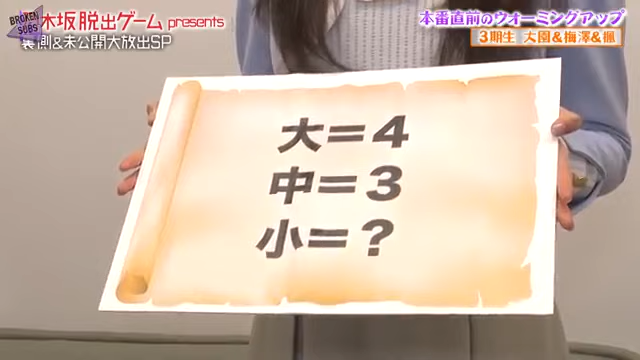 BROKEN
SUBS
木坂脱出ゲーム presents
裏側&未公開大放出SP
本番直前のウォーミングアップ
3期生 大園&梅澤&楓
大=4
中=3
小=?